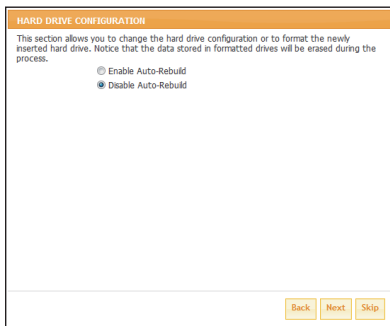 HARD DRIVE CONFIGURATION
This section allows you to change the hard drive configuration or to format the newly
inserted hard drive. Notice that the data stored in formatted drives will be erased during the
process.
Enable Auto-Rebuild
Disable Auto-Rebuild
Back Next Skip